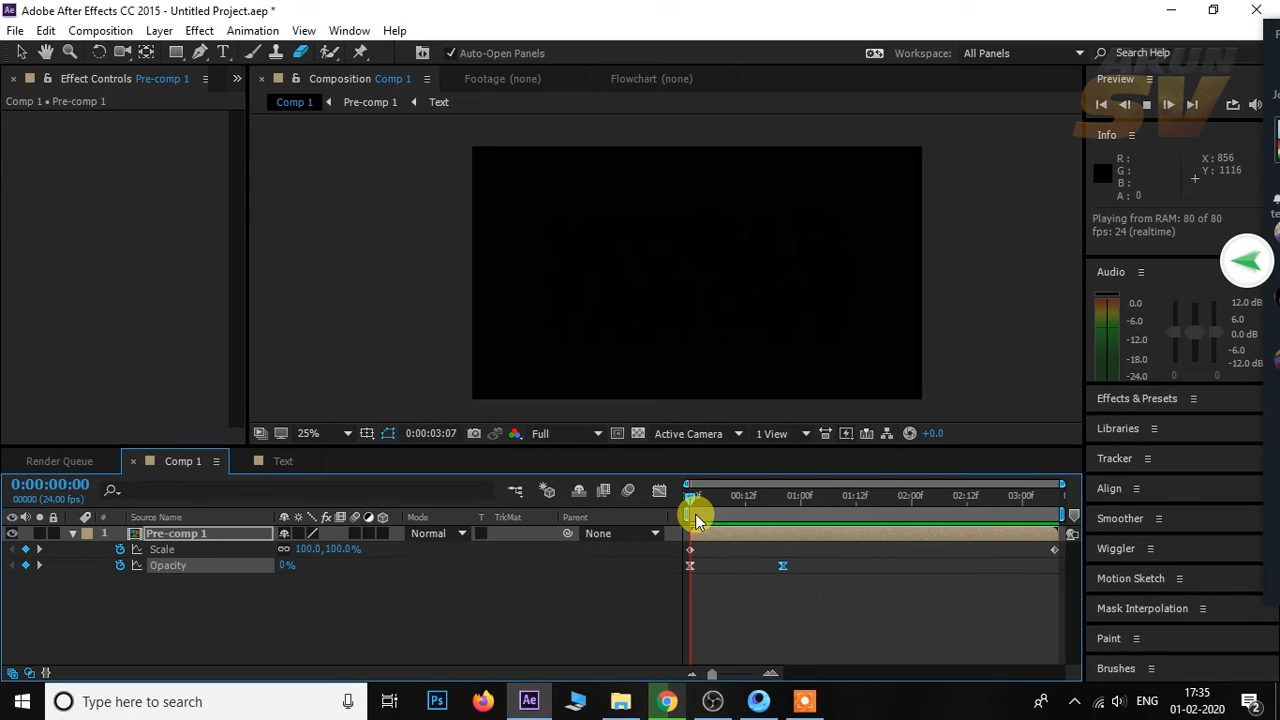 Adobe After Effects CC 2015 - Untitled Project.aep *
File Edit Composition Layer Effect Animation View Window Help
Auto-Open Panels
Workspace: All Panels
Search Help
ARUN
SV
Effect Controls Pre-comp 1
Composition Comp 1
Footage (none)
Flowchart (none)
Preview
Comp 1 • Pre-comp 1
Comp 1
Pre-comp 1
Text
Info
R :
G :
B :
A : 0
X : 856
Y : 1116
Playing from RAM: 80 of 80
fps: 24 (realtime)
Audio
0.0
-6.0
-12.0
-18.0
-24.0
12.0 dB
6.0
0.0 dB
-6.0
-12.0 dB
Effects & Presets
Libraries
Tracker
Align
Smoother
Wiggler
Motion Sketch
Mask Interpolation
Paint
Brushes
25%
0:00:03:07
Full
Active Camera
1 View
+0.0
Render Queue
Comp 1
Text
0:00:00:00
00000 (24.00 fps)
00:12f
01:00f
01:12f
02:00f
02:12f
03:00f
#
Source Name
Mode
T
TrkMat
Parent
1
Pre-comp 1
Normal
None
Scale
100.0,100.0%
Opacity
0%
Type here to search
Ps
Ae
ENG
17:35
01-02-2020
2